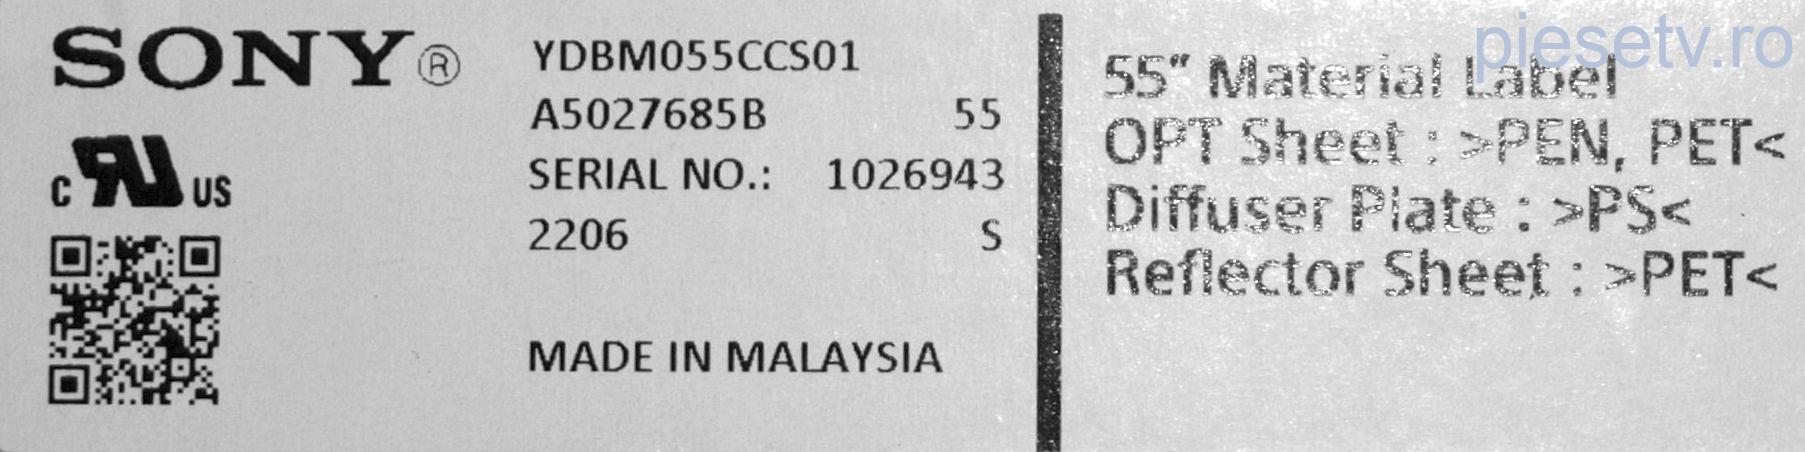 SONY®
C RU US
YDBM055CCS01
A5027685B 55
SERIAL NO.: 1026943
2206 S
MADE IN MALAYSIA
piesetv.ro
55" Material Label
OPT Sheet : >PEN, PET<
Diffuser Plate : >PS<
Reflector Sheet : >PET<